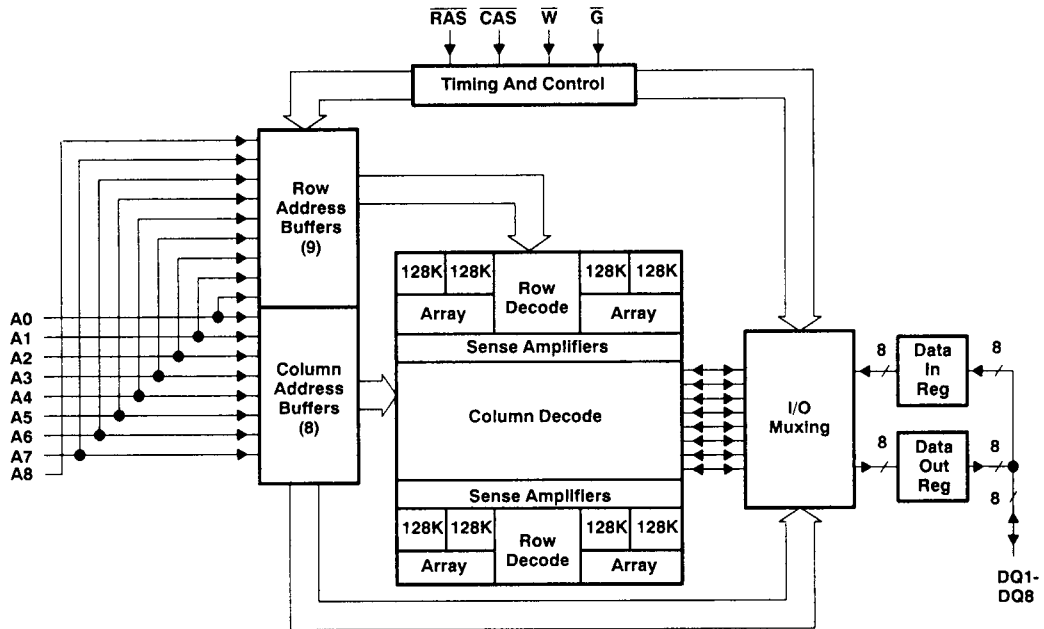 R̅A̅S̅ C̅A̅S̅ W̅ G̅
Timing And Control
Row
Address
Buffers
(9)
Column
Address
Buffers
(8)
A0
A1
A2
A3
A4
A5
A6
A7
A8
128K 128K
Array
Row
Decode
128K 128K
Array
Sense Amplifiers
Column Decode
Sense Amplifiers
128K 128K
Array
Row
Decode
128K 128K
Array
I/O
Muxing
8
Data
In
Reg
8
8
Data
Out
Reg
8
8
DQ1-
DQ8